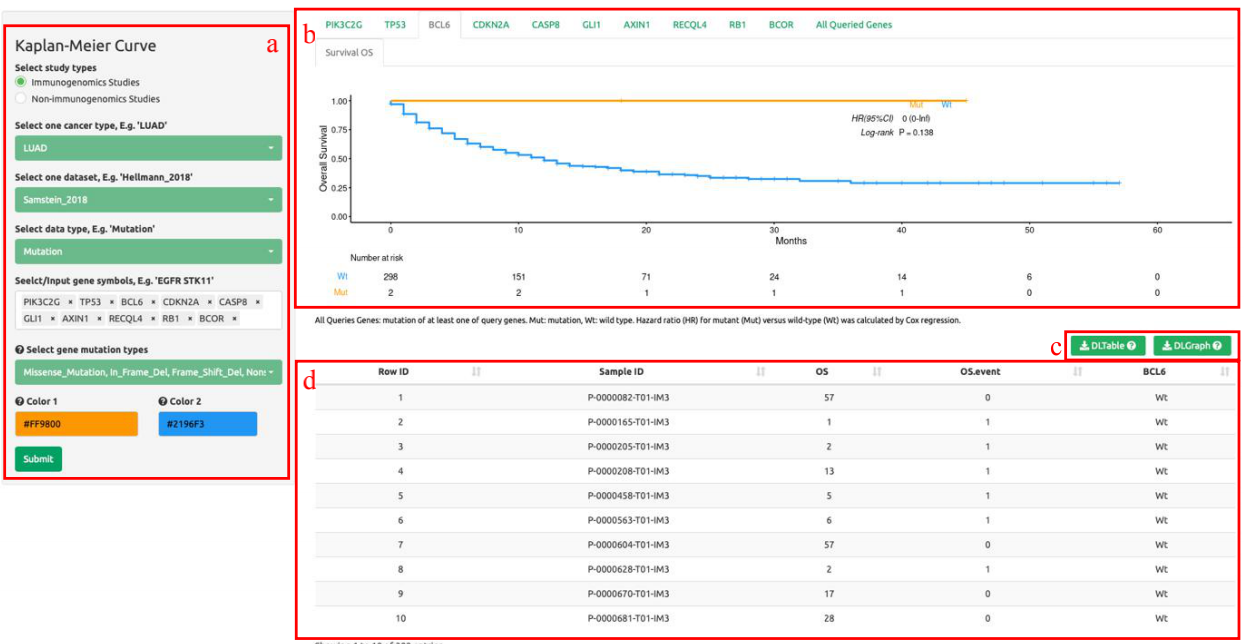 a
Kaplan-Meier Curve
Select study types
Immunogenomics Studies
Non-immunogenomics Studies
Select one cancer type, E.g. 'LUAD'
LUAD
Select one dataset, E.g. 'Hellmann_2018'
Samstein_2018
Select data type, E.g. 'Mutation'
Mutation
Seelct/Input gene symbols, E.g. 'EGFR STK11'
PIK3C2G × TP53 × BCL6 × CDKN2A × CASP8 ×
GLI1 × AXIN1 × RECQL4 × RB1 × BCOR ×
Select gene mutation types
Missense_Mutation, In_Frame_Del, Frame_Shift_Del, Non
Color 1 Color 2
#FF9800 #2196F3
Submit
b
PIK3C2G TP53 BCL6 CDKN2A CASP8 GLI1 AXIN1 RECQL4 RB1 BCOR All Queried Genes
Survival OS
Mut Wt
HR(95%CI) 0 (0-Inf)
Log-rank P = 0.138
Overall Survival
1.00
0.75
0.50
0.25
0.00
0 10 20 30 40 50 60
Months
Number at risk
Wt 298 151 71 24 14 6 0
Mut 2 2 1 1 1 0 0
All Queries Genes: mutation of at least one of query genes. Mut: mutation, Wt: wild type. Hazard ratio (HR) for mutant (Mut) versus wild-type (Wt) was calculated by Cox regression.
c
DLTable DLGraph
d
Row ID Sample ID OS OS.event BCL6
1 P-0000082-T01-IM3 57 0 Wt
2 P-0000165-T01-IM3 1 1 Wt
3 P-0000205-T01-IM3 2 1 Wt
4 P-0000208-T01-IM3 13 1 Wt
5 P-0000458-T01-IM3 5 1 Wt
6 P-0000563-T01-IM3 6 1 Wt
7 P-0000604-T01-IM3 57 0 Wt
8 P-0000628-T01-IM3 2 1 Wt
9 P-0000670-T01-IM3 17 0 Wt
10 P-0000681-T01-IM3 28 0 Wt